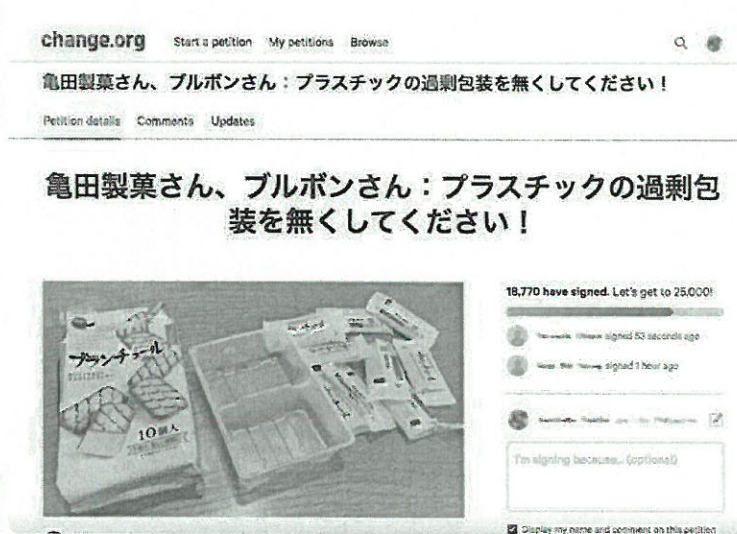 change.org Start a petition My petitions Browse
亀田製菓さん、ブルボンさん：プラスチックの過剰包装を無くしてください！
Petition details Comments Updates
亀田製菓さん、ブルボンさん：プラスチックの過剰包
装を無くしてください！
18,770 have signed. Let's get to 25,000!
signed 53 seconds ago
signed 1 hour ago
ブランチュール
10個入
I'm signing because... (optional)
Display my name and comment on this petition